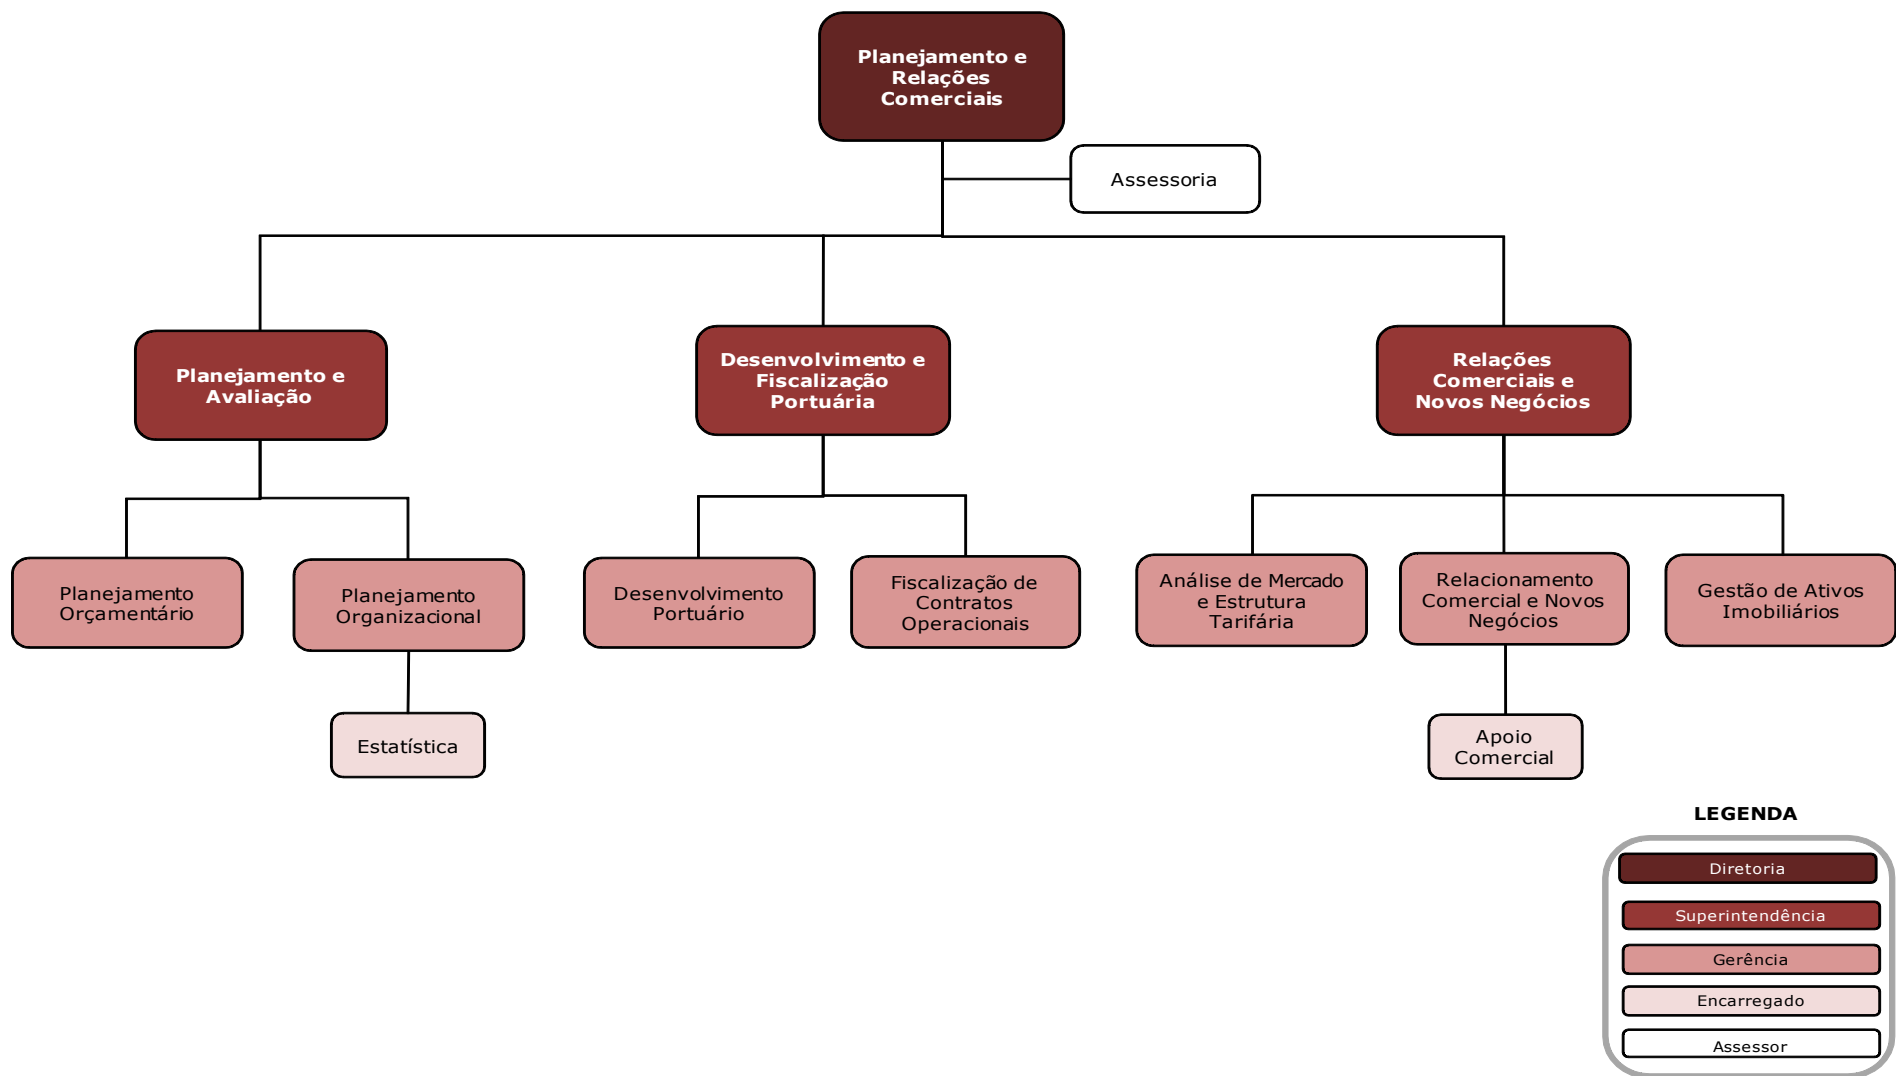 Planejamento e
Relações
Comerciais
Assessoria
Planejamento e
Avaliação
Desenvolvimento e
Fiscalização
Portuária
Relações
Comerciais e
Novos Negócios
Planejamento
Orçamentário
Planejamento
Organizacional
Desenvolvimento
Portuário
Fiscalização de
Contratos
Operacionais
Análise de Mercado
e Estrutura
Tarifária
Relacionamento
Comercial e Novos
Negócios
Gestão de Ativos
Imobiliários
Estatística
Apoio
Comercial
LEGENDA
Diretoria
Superintendência
Gerência
Encarregado
Assessor